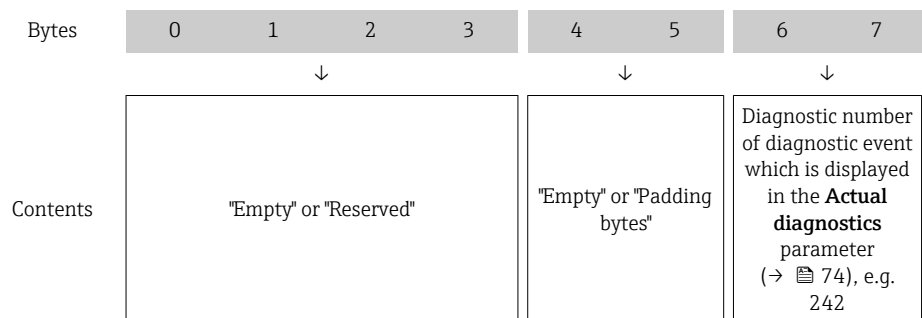 Bytes 0 1 2 3 4 5 6 7
↓ ↓ ↓
Contents
"Empty" or "Reserved"
"Empty" or "Padding
bytes"
Diagnostic number
of diagnostic event
which is displayed
in the Actual
diagnostics
parameter
(→ 74), e.g.
242